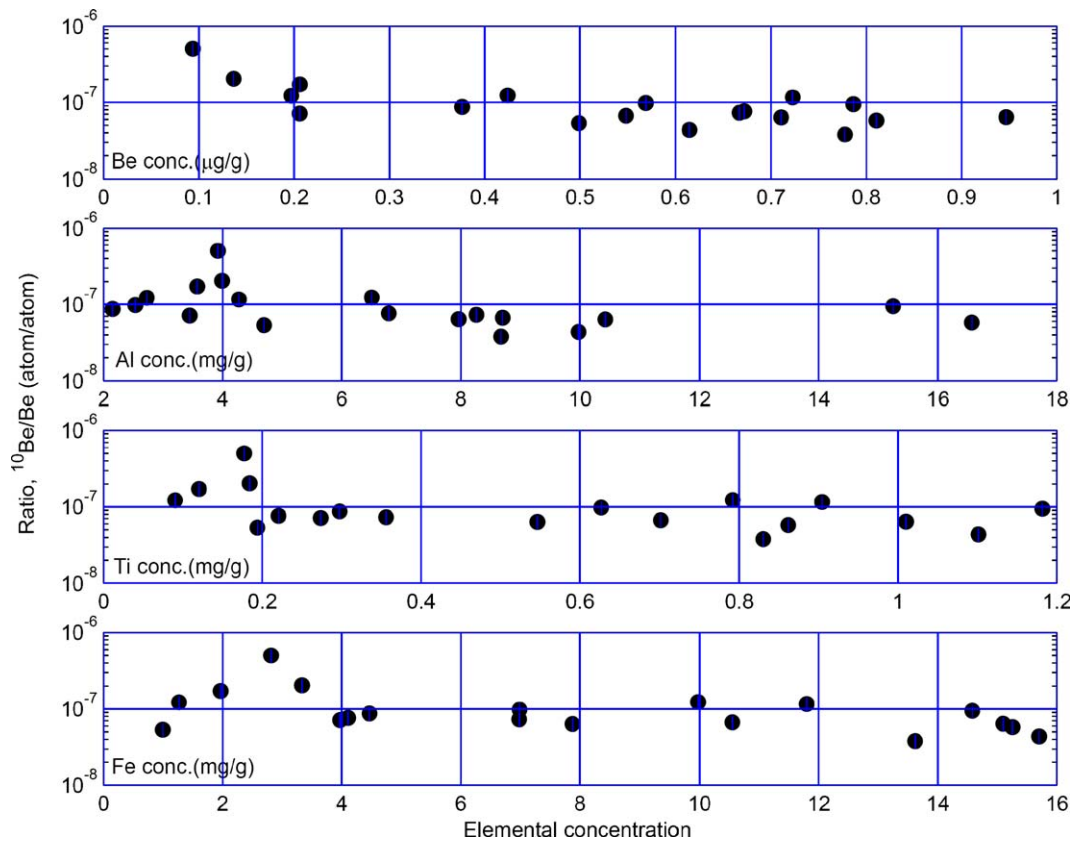 10^-6
10^-7
10^-8
Be conc.(μg/g)
0 0.1 0.2 0.3 0.4 0.5 0.6 0.7 0.8 0.9 1
10^-6
10^-7
10^-8
Al conc.(mg/g)
2 4 6 8 10 12 14 16 18
Ratio, ^10Be/Be (atom/atom)
10^-6
10^-7
10^-8
Ti conc.(mg/g)
0 0.2 0.4 0.6 0.8 1 1.2
10^-6
10^-7
10^-8
Fe conc.(mg/g)
0 2 4 6 8 10 12 14 16
Elemental concentration